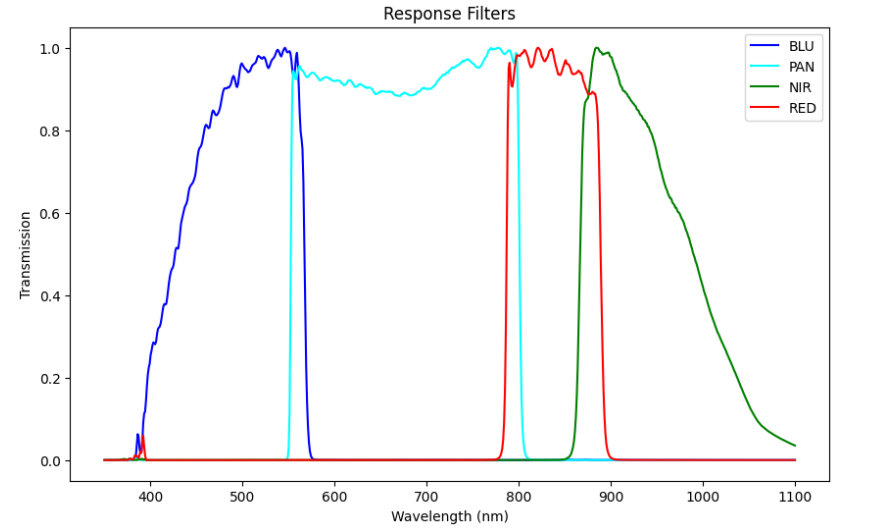 Response Filters
1.0
0.8
0.6
0.4
0.2
0.0
Transmission
BLU
PAN
NIR
RED
400 500 600 700 800 900 1000 1100
Wavelength (nm)